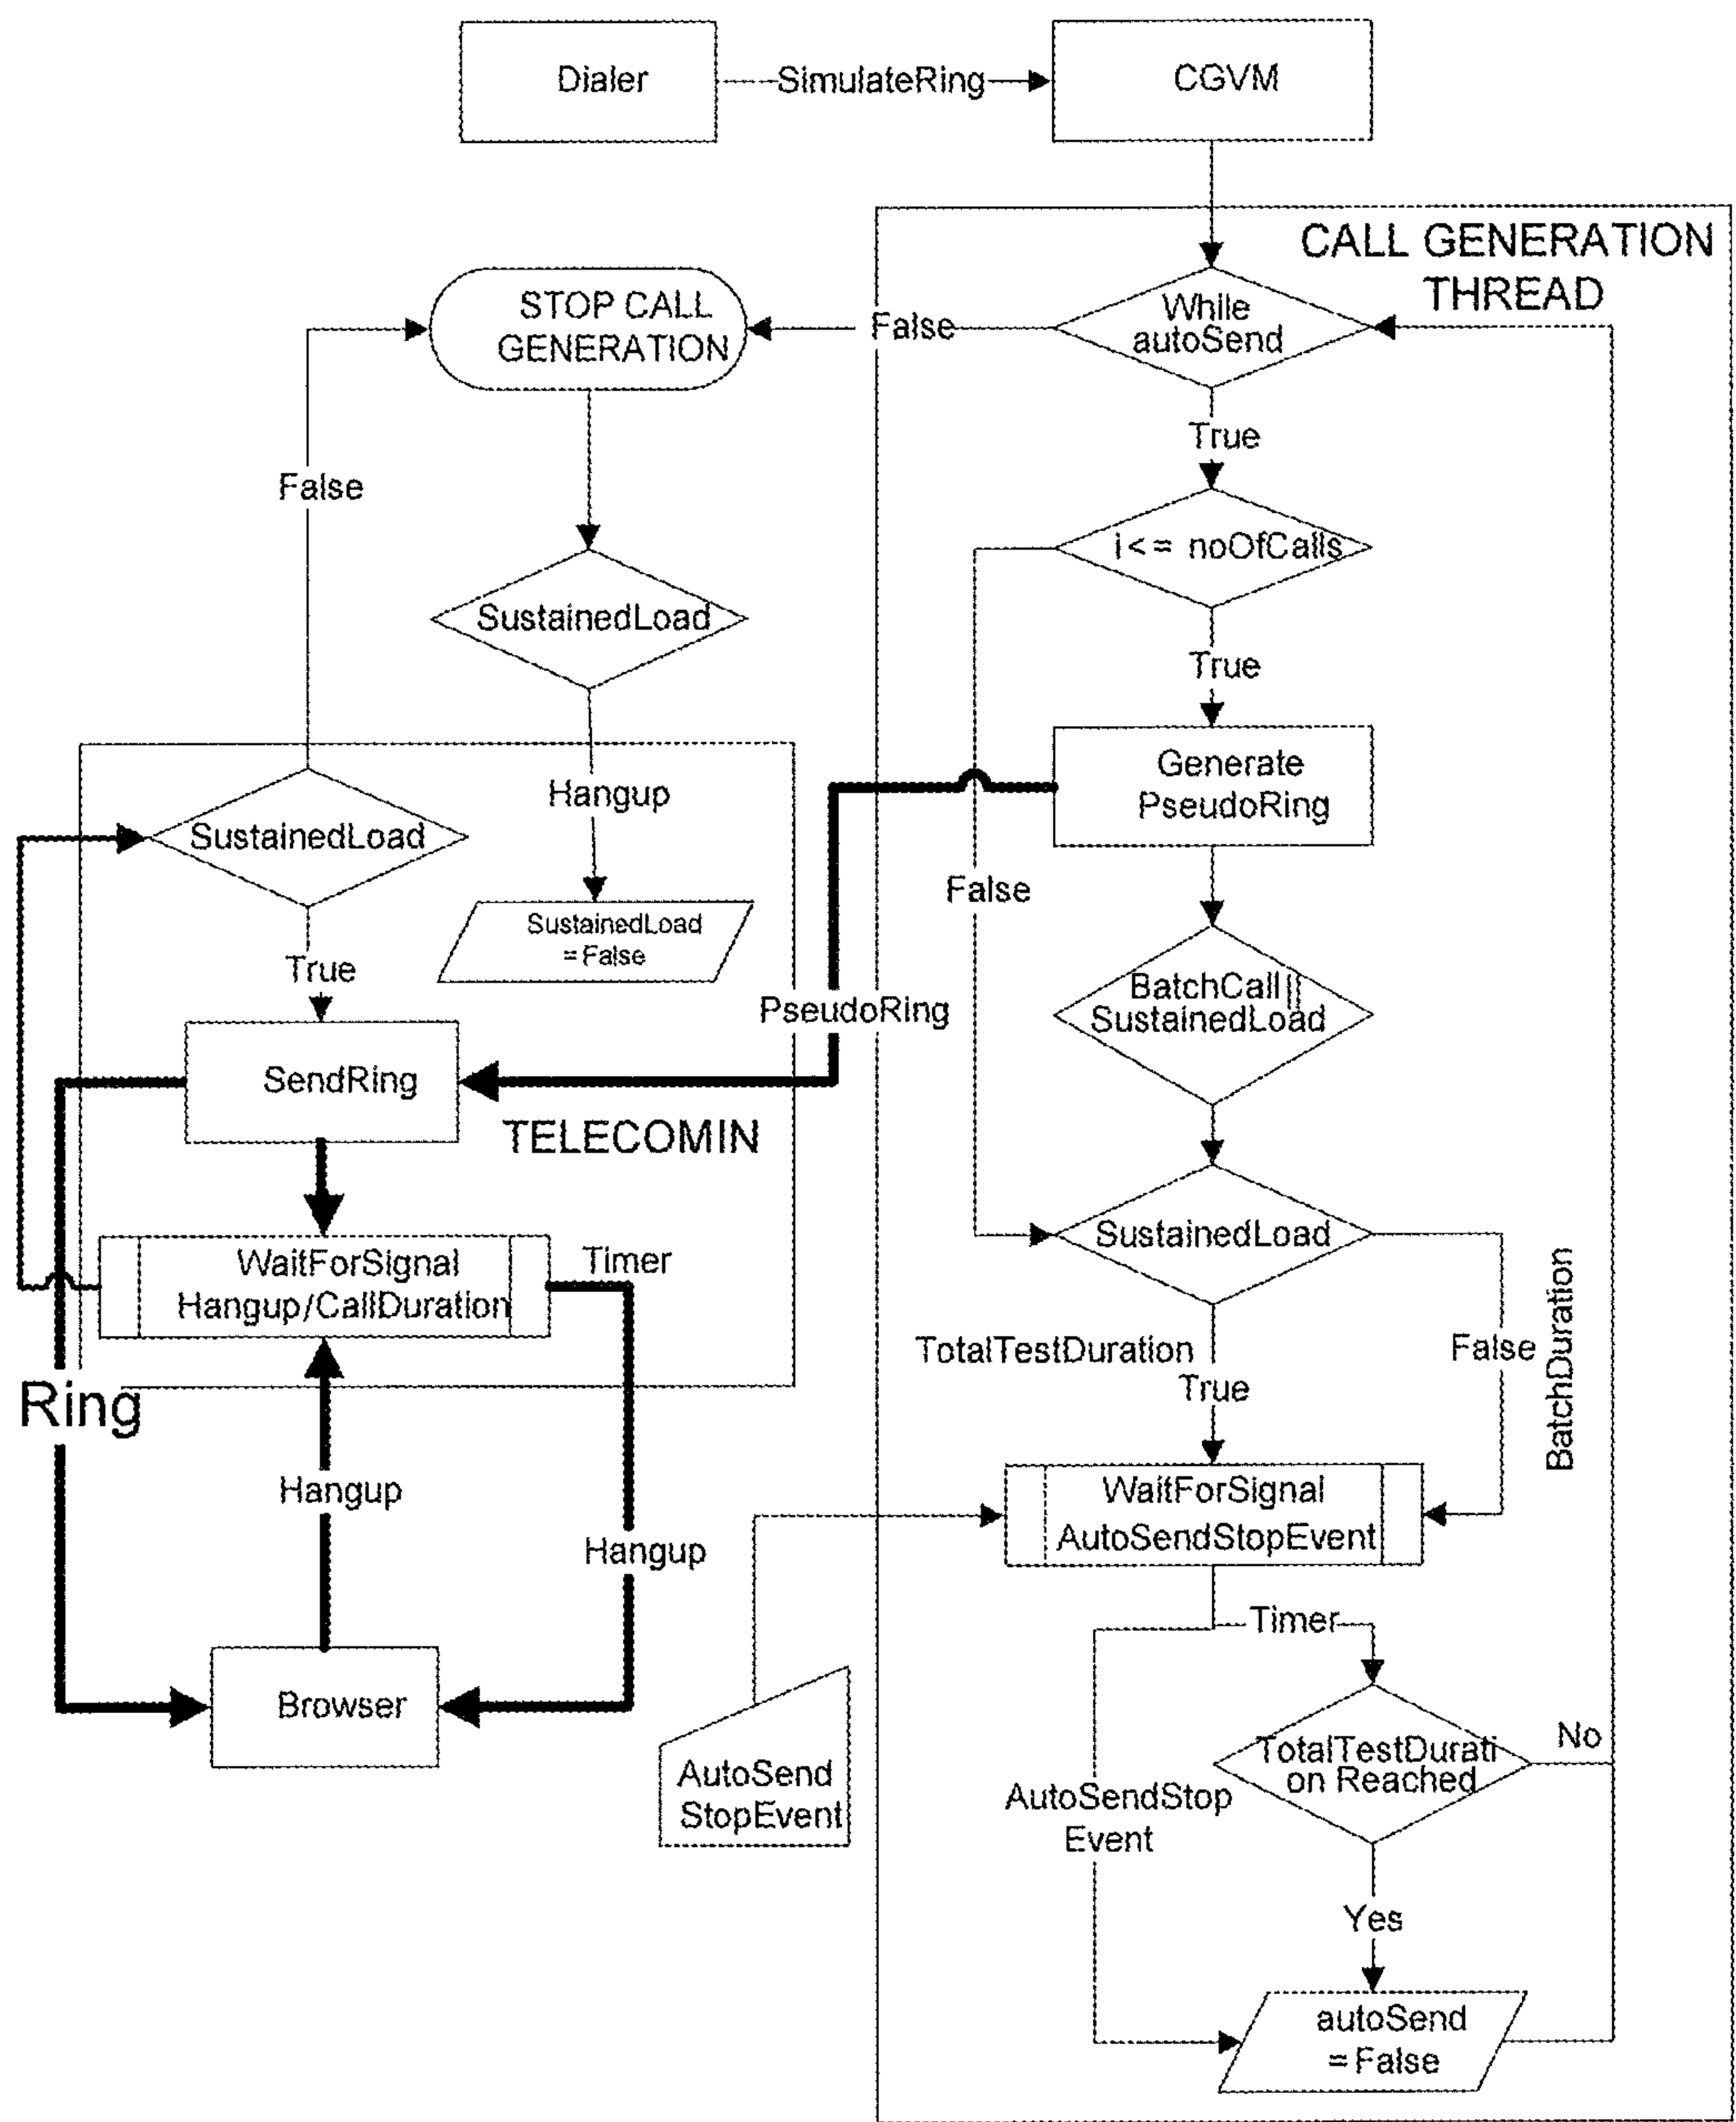 Dialer
SimulateRing
CGVM
CALL GENERATION
THREAD
STOP CALL
GENERATION
False
While
autoSend
True
False
i<= noOfCalls
SustainedLoad
True
Generate
PseudoRing
Hangup
SustainedLoad
False
SustainedLoad
= False
True
PseudoRing
BatchCall||
SustainedLoad
SendRing
TELECOMIN
SustainedLoad
WaitForSignal
Hangup/CallDuration
Timer
TotalTestDuration
True
False
BatchDuration
Ring
Hangup
WaitForSignal
AutoSendStopEvent
Hangup
Timer
Browser
AutoSend
StopEvent
TotalTestDurati
on Reached
No
AutoSendStop
Event
Yes
autoSend
= False